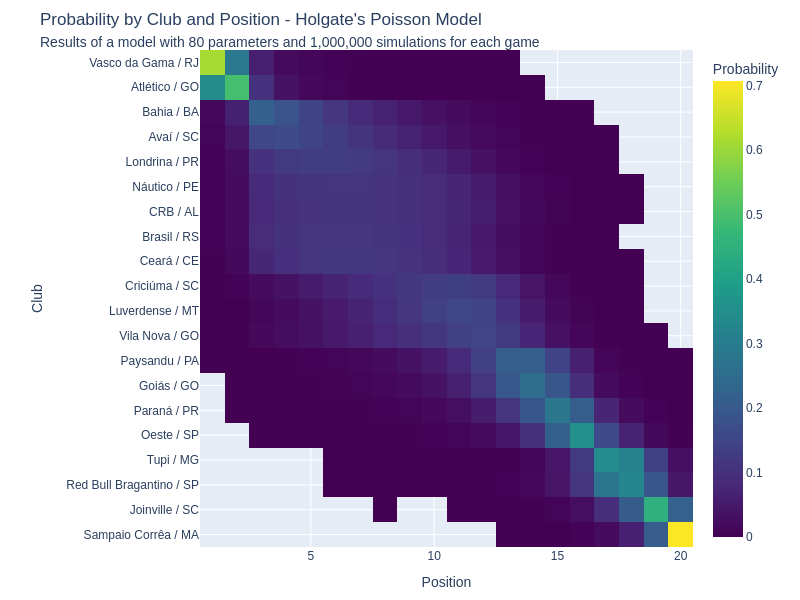 Probability by Club and Position - Holgate's Poisson Model
Results of a model with 80 parameters and 1,000,000 simulations for each game
Probability
Vasco da Gama / RJ
Atlético / GO
Bahia / BA
Avaí / SC
Londrina / PR
Náutico / PE
CRB / AL
Brasil / RS
Ceará / CE
Criciúma / SC
Luverdense / MT
Vila Nova / GO
Paysandu / PA
Goiás / GO
Paraná / PR
Oeste / SP
Tupi / MG
Red Bull Bragantino / SP
Joinville / SC
Sampaio Corrêa / MA
Club
0.7
0.6
0.5
0.4
0.3
0.2
0.1
0
5
10
15
20
Position